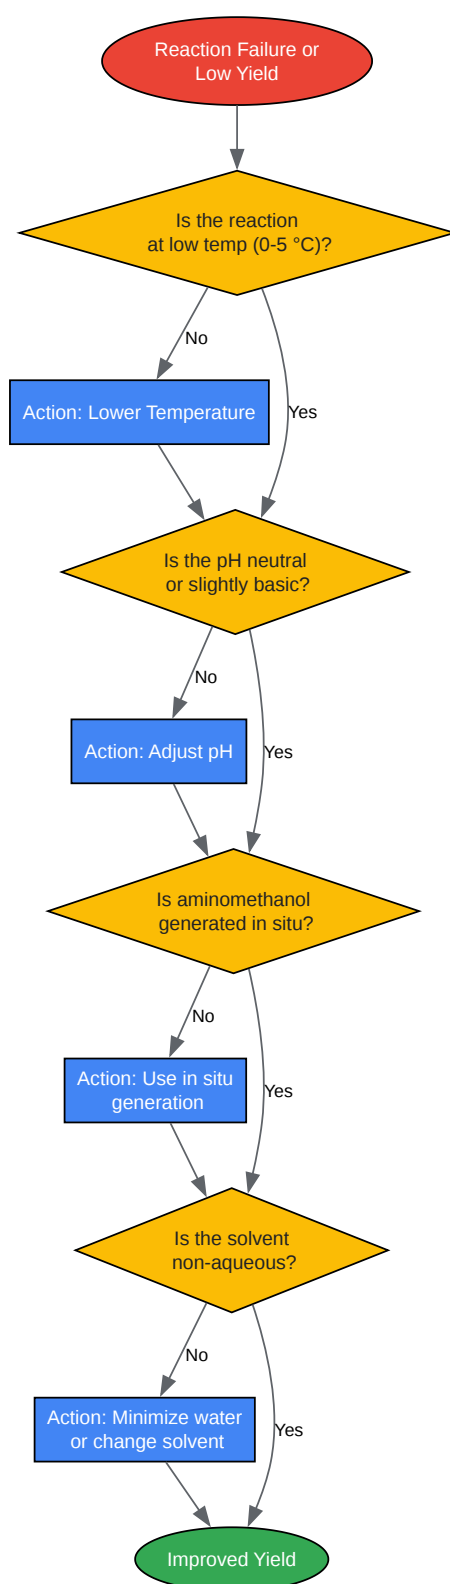 Reaction Failure or
Low Yield
Is the reaction
at low temp (0-5 °C)?
No
Action: Lower Temperature
Yes
Is the pH neutral
or slightly basic?
No
Action: Adjust pH
Yes
Is aminomethanol
generated in situ?
No
Action: Use in situ
generation
Yes
Is the solvent
non-aqueous?
No
Action: Minimize water
or change solvent
Yes
Improved Yield